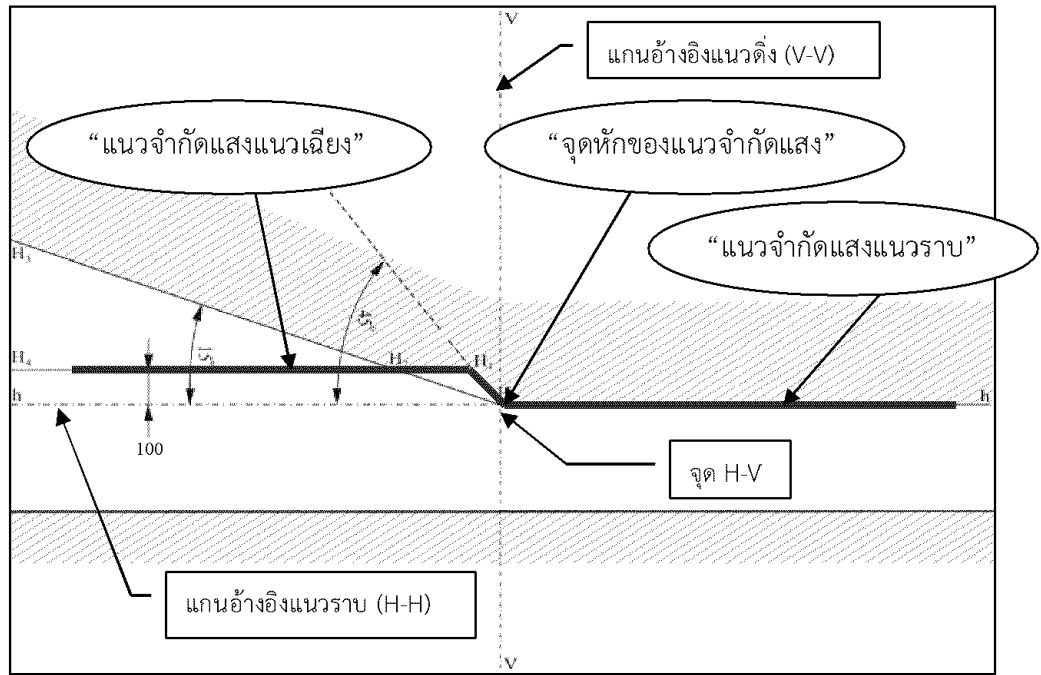 V
แกนอ้างอิงแนวดิ่ง (V-V)
“แนวจำกัดแสงแนวเฉียง”
“จุดหักของแนวจำกัดแสง”
“แนวจำกัดแสงแนวราบ”
H₃
45°
15°
H₄
H₂
H₁
h
h
100
จุด H-V
แกนอ้างอิงแนวราบ (H-H)
V